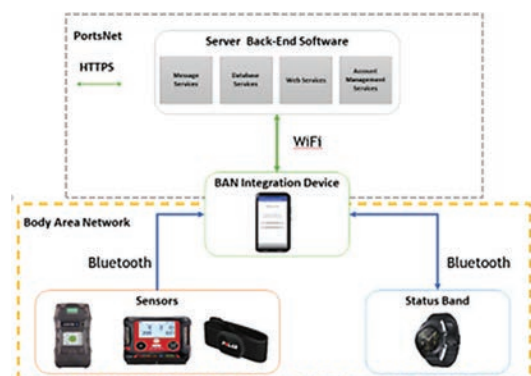 PortsNet
HTTPS
Server Back-End Software
Message
Services
Database
Services
Web Services
Account
Management
Services
WiFi
BAN Integration Device
Body Area Network
Bluetooth
Bluetooth
Sensors
Status Band
POLAR